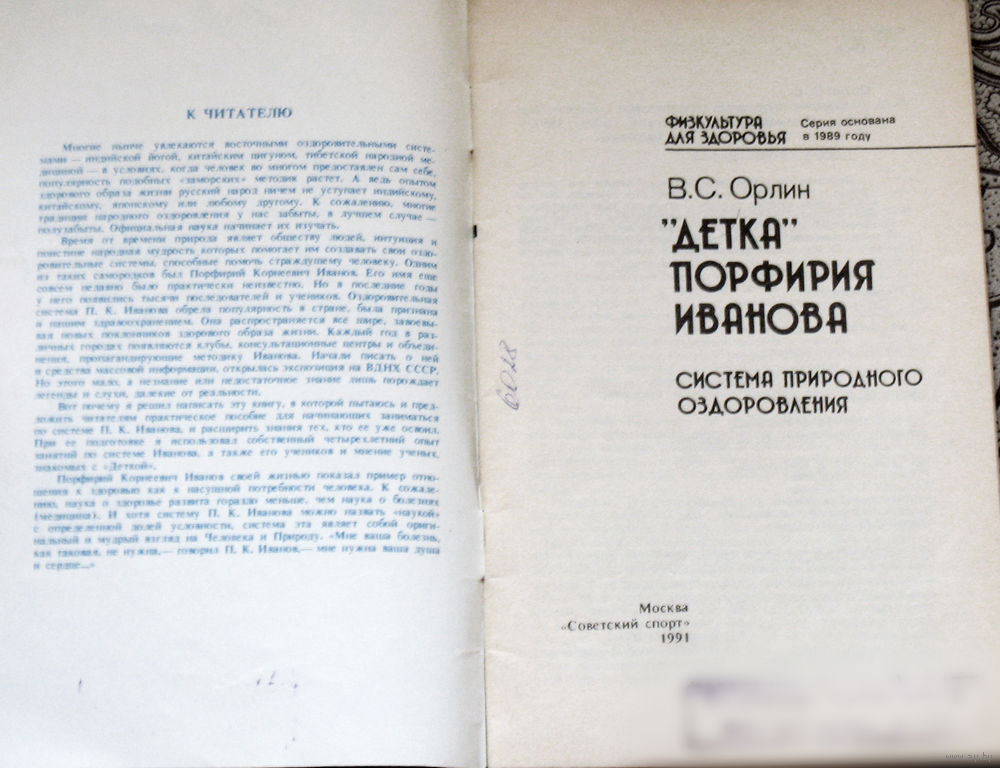 К ЧИТАТЕЛЮ
Многие нынче увлекаются восточными оздоровительными систе-
мами — индийской йогой, китайским цигуном, тибетской народной ме-
дициной — в условиях, когда человек во многом предоставлен сам себе,
популярность подобных «заморских» методик растет. А ведь опытом
здорового образа жизни русский народ ничем не уступает индийскому,
китайскому, японскому или любому другому. К сожалению, многие
традиции народного оздоровления у нас забыты, в лучшем случае —
полузабыты. Официальная наука начинает их изучать.
Время от времени природа являет обществу людей, интуиция и
поистине народная мудрость которых помогает им создавать свои оздо-
ровительные системы, способные помочь страждущему человеку. Одним
из таких самородков был Порфирий Корнеевич Иванов. Его имя еще
совсем недавно было практически неизвестно. Но в последние годы
у него появились тысячи последователей и учеников. Оздоровительная
система П. К. Иванова обрела популярность в стране, была признана
и нашим здравоохранением. Она распространяется все шире, завоевы-
вая новых поклонников здорового образа жизни. Каждый год в раз-
личных городах появляются клубы, консультационные центры и объеди-
нения, пропагандирующие методику Иванова. Начали писать о ней
и средства массовой информации, открылась экспозиция на ВДНХ СССР.
Но этого мало, а незнание или недостаточное знание лишь порождает
легенды и слухи, далекие от реальности.
Вот почему я решил написать эту книгу, в которой пытаюсь и пред-
ложить читателям практическое пособие для начинающих заниматься
по системе П. К. Иванова, и расширить знания тех, кто ее уже освоил.
При ее подготовке я использовал собственный четырехлетний опыт
занятий по системе Иванова, а также его учеников и мнение ученых,
знакомых с «Деткой».
Порфирий Корнеевич Иванов своей жизнью показал пример отно-
шения к здоровью как к насущной потребности человека. К сожале-
нию, наука о здоровье развита гораздо меньше, чем наука о болезнях
(медицина). И хотя систему П. К. Иванова можно назвать «наукой»
с определенной долей условности, система эта являет собой ориги-
нальный и мудрый взгляд на Человека и Природу. «Мне ваша болезнь,
как таковая, не нужна,— говорил П. К. Иванов,— мне нужна ваша душа
и сердце...»
6028
ФИЗКУЛЬТУРА
ДЛЯ ЗДОРОВЬЯ
Серия основана
в 1989 году
В.С. Орлин
"ДЕТКА"
ПОРФИРИЯ
ИВАНОВА
СИСТЕМА ПРИРОДНОГО
ОЗДОРОВЛЕНИЯ
Москва
«Советский спорт»
1991